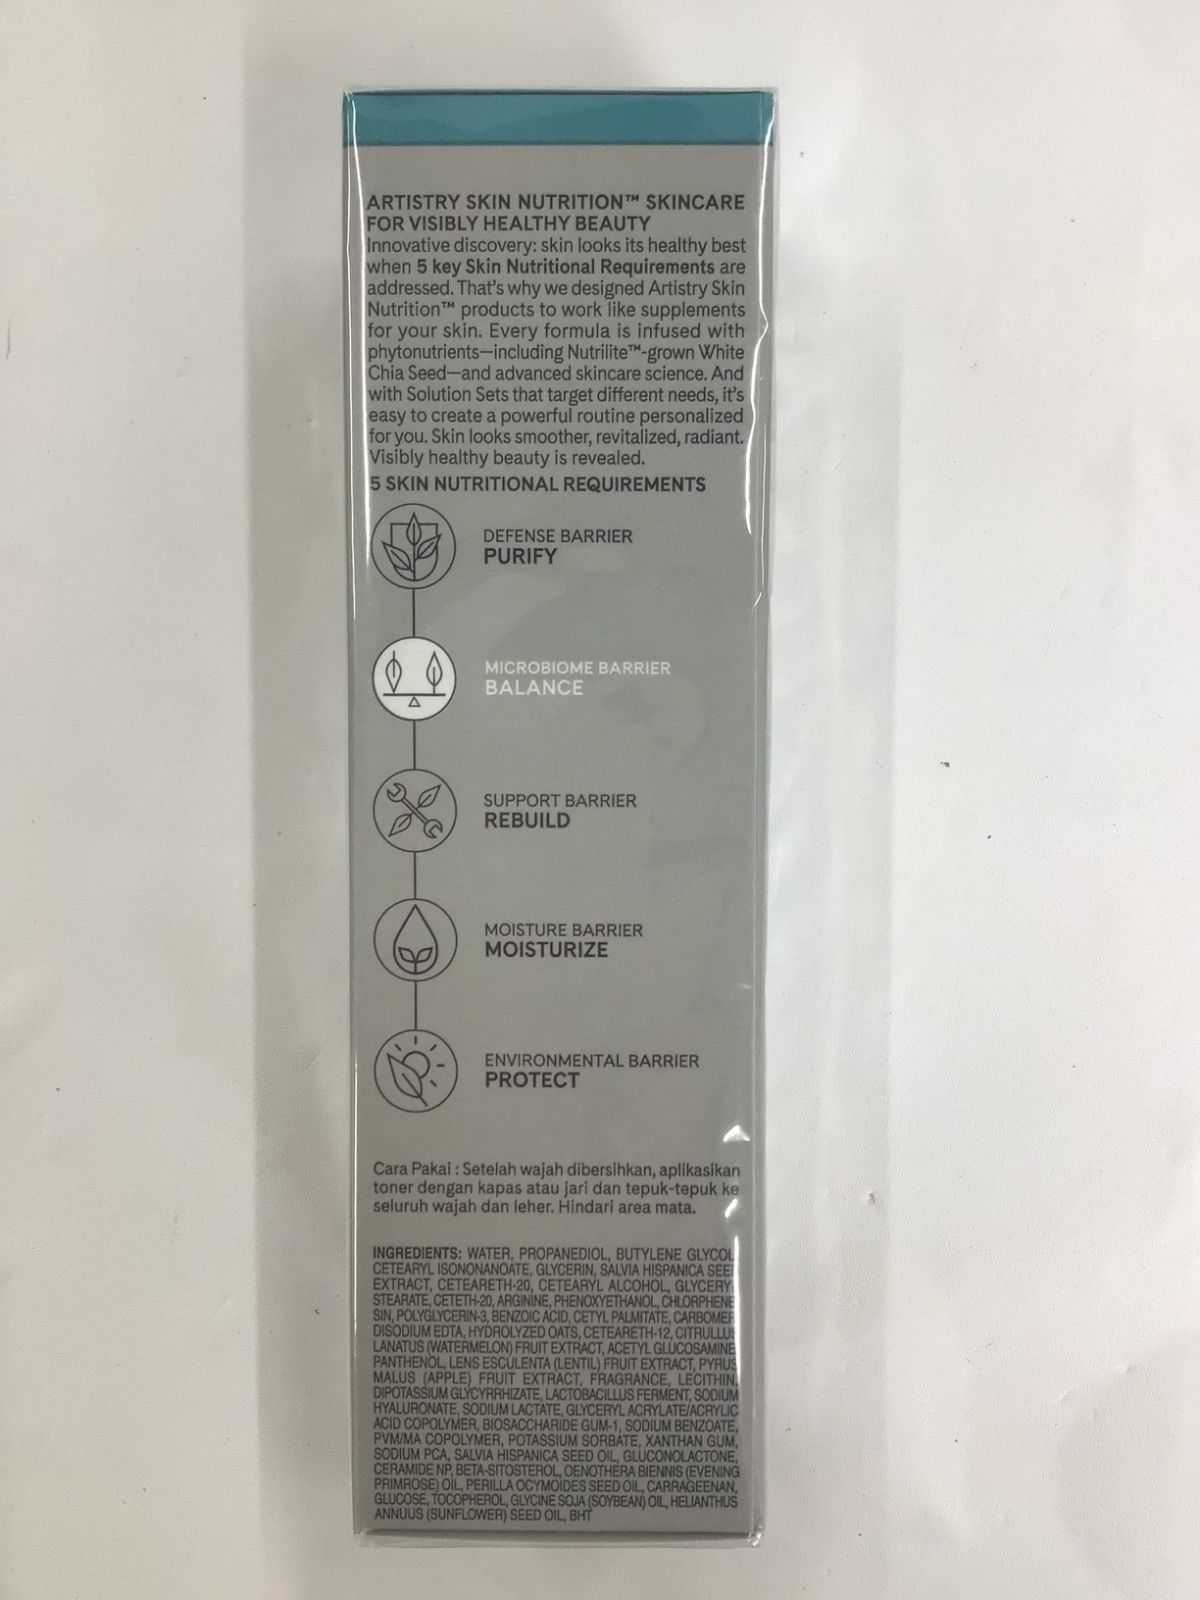 ARTISTRY SKIN NUTRITION™ SKINCARE
FOR VISIBLY HEALTHY BEAUTY
Innovative discovery: skin looks its healthy best
when 5 key Skin Nutritional Requirements are
addressed. That's why we designed Artistry Skin
Nutrition™ products to work like supplements
for your skin. Every formula is infused with
phytonutrients—including Nutrilite™-grown White
Chia Seed—and advanced skincare science. And
with Solution Sets that target different needs, it's
easy to create a powerful routine personalized
for you. Skin looks smoother, revitalized, radiant.
Visibly healthy beauty is revealed.
5 SKIN NUTRITIONAL REQUIREMENTS
DEFENSE BARRIER
PURIFY
MICROBIOME BARRIER
BALANCE
SUPPORT BARRIER
REBUILD
MOISTURE BARRIER
MOISTURIZE
ENVIRONMENTAL BARRIER
PROTECT
Cara Pakai : Setelah wajah dibersihkan, aplikasikan
toner dengan kapas atau jari dan tepuk-tepuk ke
seluruh wajah dan leher. Hindari area mata.
INGREDIENTS: WATER, PROPANEDIOL, BUTYLENE GLYCOL
CETEARYL ISONONANOATE, GLYCERIN, SALVIA HISPANICA SEED
EXTRACT, CETEARETH-20, CETEARYL ALCOHOL, GLYCERY
STEARATE, CETETH-20, ARGININE, PHENOXYETHANOL, CHLORPHENE
SIN, POLYGLYCERIN-3, BENZOIC ACID, CETYL PALMITATE, CARBOMER
DISODIUM EDTA, HYDROLYZED OATS, CETEARETH-12, CITRULLUS
LANATUS (WATERMELON) FRUIT EXTRACT, ACETYL GLUCOSAMINE
PANTHENOL, LENS ESCULENTA (LENTIL) FRUIT EXTRACT, PYRUS
MALUS (APPLE) FRUIT EXTRACT, FRAGRANCE, LECITHIN,
DIPOTASSIUM GLYCYRRHIZATE, LACTOBACILLUS FERMENT, SODIUM
HYALURONATE, SODIUM LACTATE, GLYCERYL ACRYLATE/ACRYLIC
ACID COPOLYMER, BIOSACCHARIDE GUM-1, SODIUM BENZOATE,
PVM/MA COPOLYMER, POTASSIUM SORBATE, XANTHAN GUM,
SODIUM PCA, SALVIA HISPANICA SEED OIL, GLUCONOLACTONE,
CERAMIDE NP, BETA-SITOSTEROL, OENOTHERA BIENNIS (EVENING
PRIMROSE) OIL, PERILLA OCYMOIDES SEED OIL, CARRAGEENAN,
GLUCOSE, TOCOPHEROL, GLYCINE SOJA (SOYBEAN) OIL, HELIANTHUS
ANNUUS (SUNFLOWER) SEED OIL, BHT